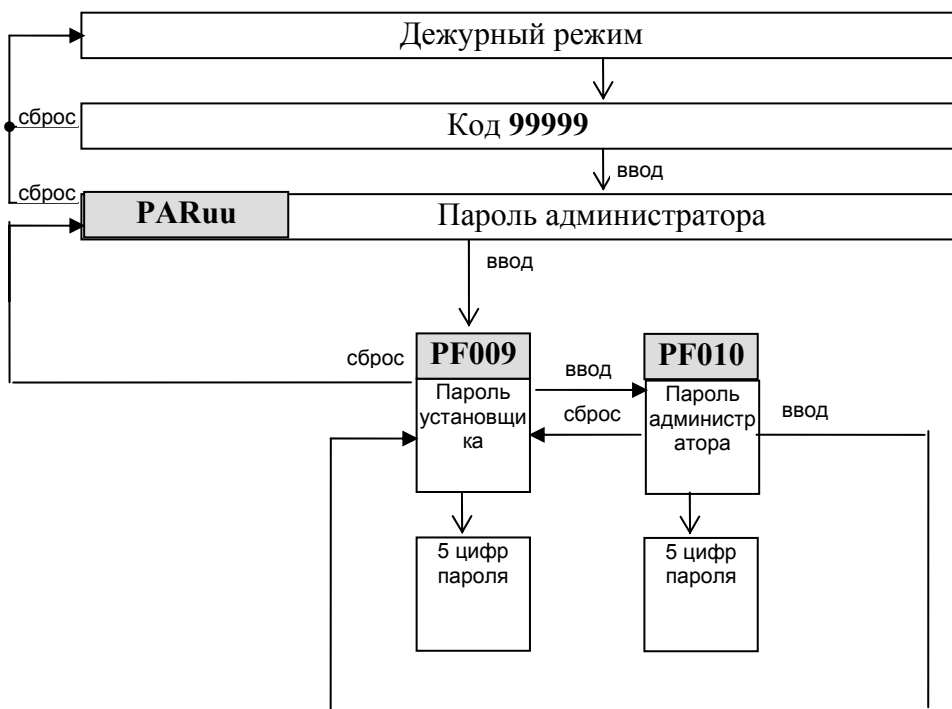 Дежурный режим
сброс
Код 99999
ввод
сброс
PARuu
Пароль администратора
ввод
сброс
PF009
ввод
PF010
Пароль
установщи
ка
сброс
Пароль
администр
атора
ввод
5 цифр
пароля
5 цифр
пароля